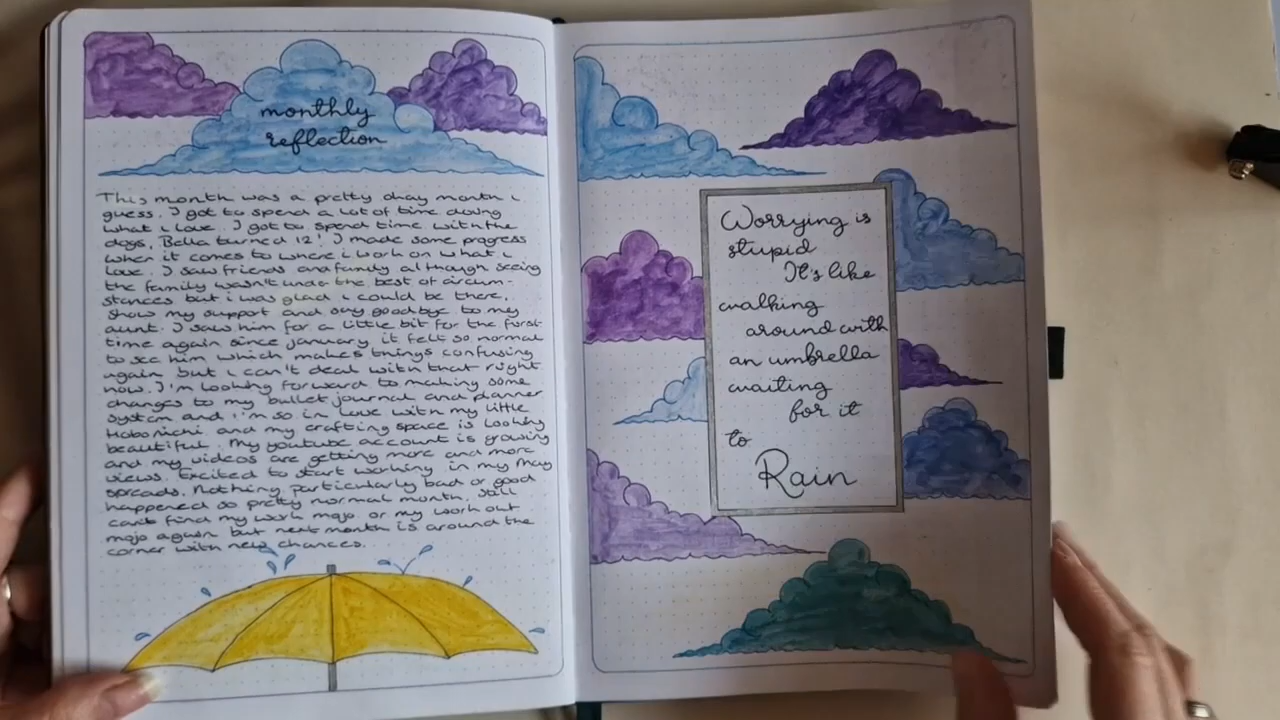 monthly
reflection
This month was a pretty okay month i
guess. I got to spend a lot of time doing
what i love. I got to spend time with the
dogs, Bella turned 12! I made some progress
when it comes to where i work on what i
love. I saw friends and family although seeing
the family wasn't under the best of circum-
stances but i was glad i could be there,
show my support and say goodbye to my
aunt. I saw him for a little bit for the first
time again since january, it felt so normal
to see him which makes things confusing
again but i can't deal with that right
now. I'm looking forward to making some
changes to my bullet journal and planner
system and i'm so in love with my little
Hobonichi and my crafting space is looking
beautiful. My youtube account is growing
and my videos are getting more and more
views. Excited to start working in my May
spreads. Nothing particularly bad or good
happened so pretty normal month. Still
can't find my work mojo or my work out
mojo again but next month is around the
corner with new chances.
Worrying is
stupid
It's like
walking
around with
an umbrella
waiting
for it
to
Rain